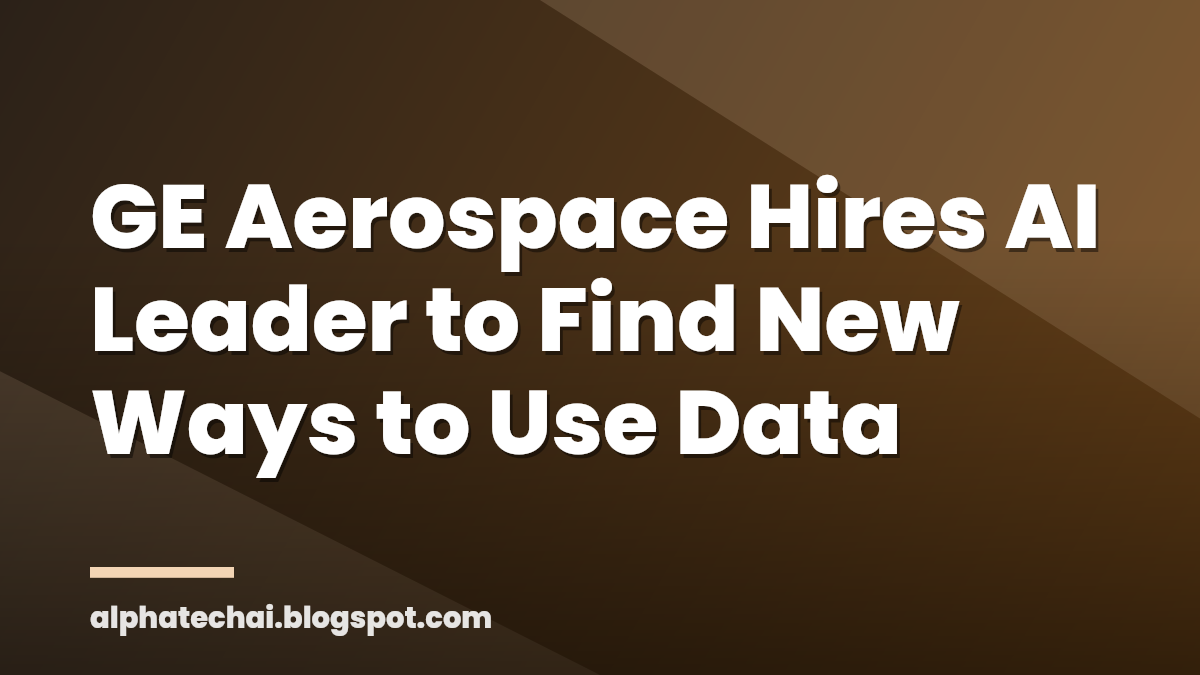 GE Aerospace Hires AI
Leader to Find New
Ways to Use Data
alphatechai.blogspot.com